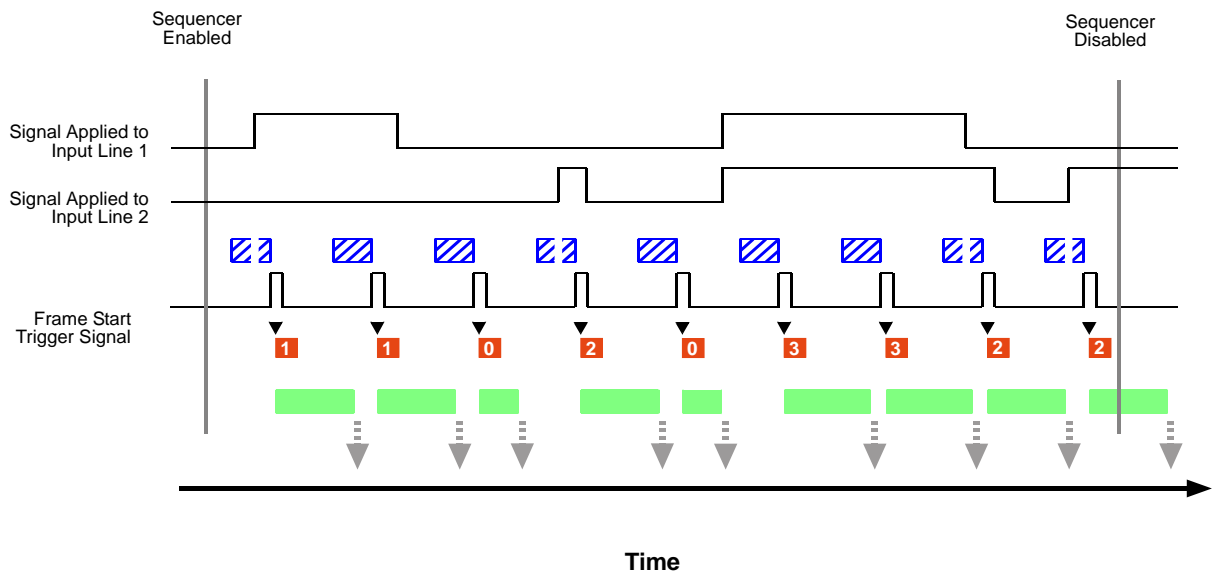 Sequencer
Enabled
Sequencer
Disabled
Signal Applied to
Input Line 1
Signal Applied to
Input Line 2
Frame Start
Trigger Signal
1 1 0 2 0 3 3 2 2
Time